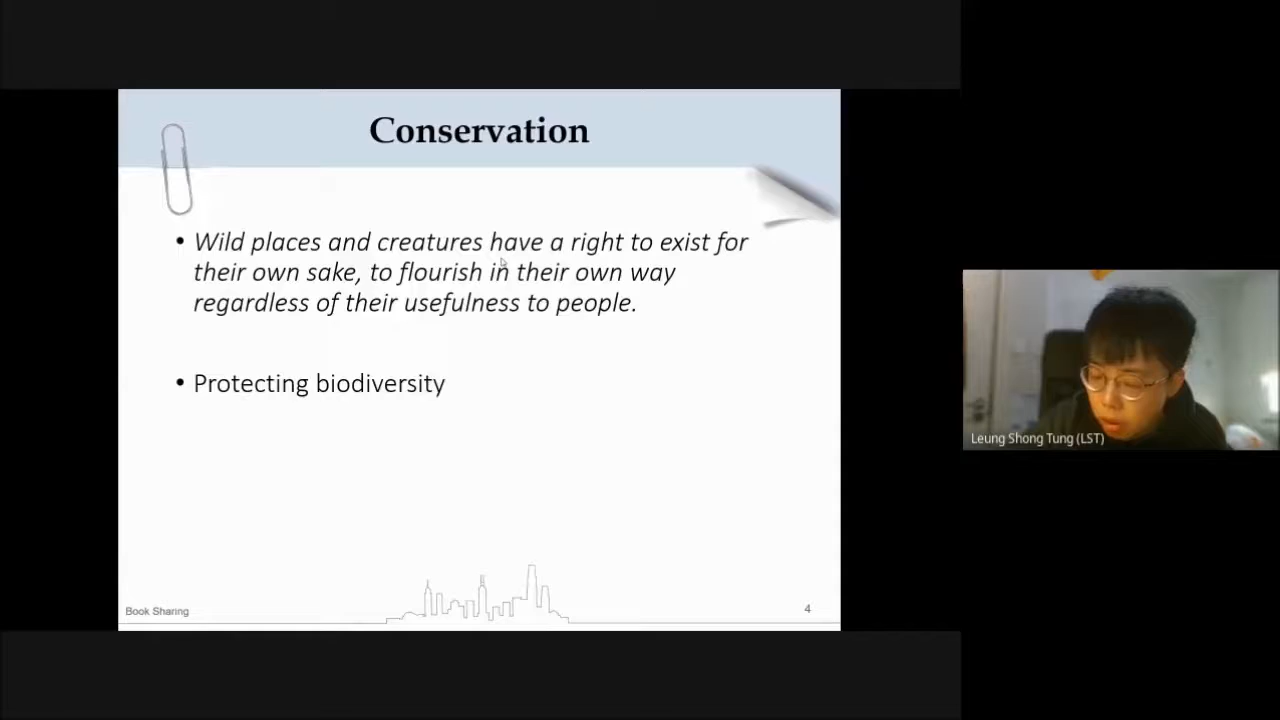 Conservation
• Wild places and creatures have a right to exist for
their own sake, to flourish in their own way
regardless of their usefulness to people.
• Protecting biodiversity
Book Sharing
4
Leung Shong Tung (LST)